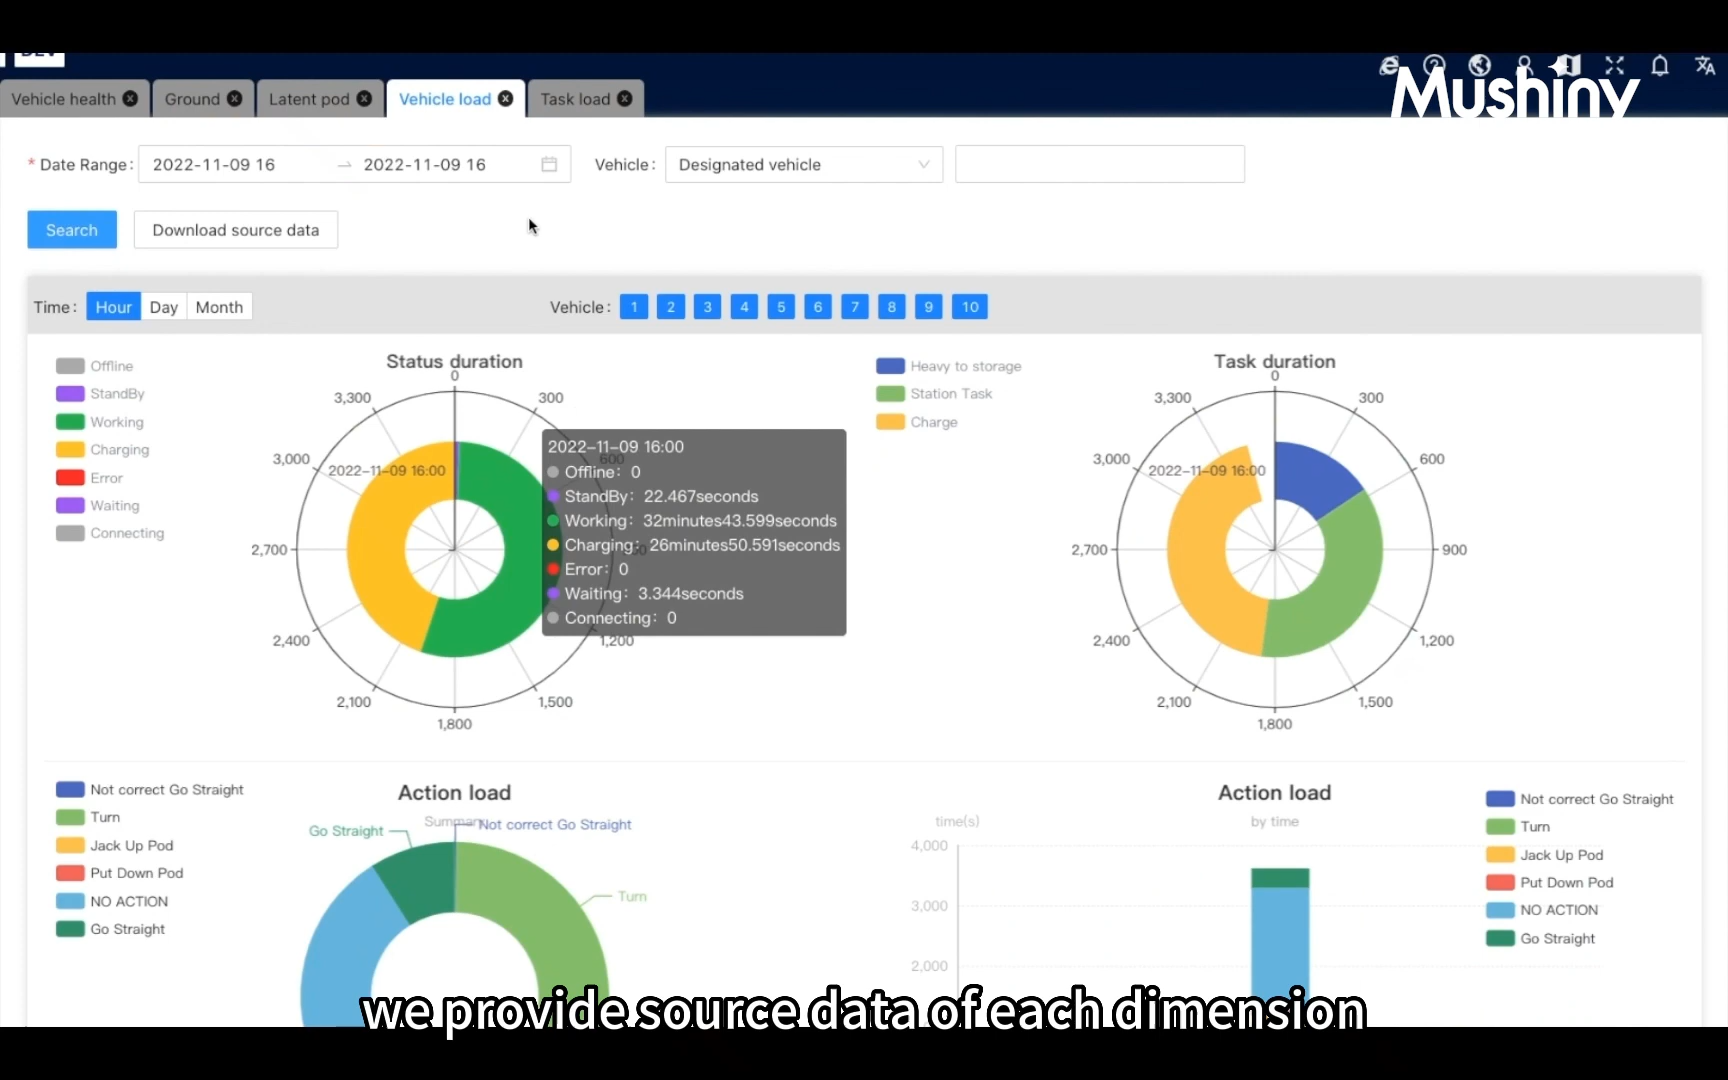 Mushiny
Vehicle health
Ground
Latent pod
Vehicle load
Task load
* Date Range: 2022-11-09 16 → 2022-11-09 16
Vehicle: Designated vehicle
Search
Download source data
Time: Hour Day Month
Vehicle: 1 2 3 4 5 6 7 8 9 10
Offline
StandBy
Working
Charging
Error
Waiting
Connecting
Status duration
0
300
1,200
1,500
1,800
2,100
2,400
2,700
3,000
3,300
2022-11-09 16:00
2022-11-09 16:00
Offline: 0
StandBy: 22.467seconds
Working: 32minutes43.599seconds
Charging: 26minutes50.591seconds
Error: 0
Waiting: 3.344seconds
Connecting: 0
Heavy to storage
Station Task
Charge
Task duration
0
300
600
900
1,200
1,500
1,800
2,100
2,400
2,700
3,000
3,300
2022-11-09 16:00
Not correct Go Straight
Turn
Jack Up Pod
Put Down Pod
NO ACTION
Go Straight
Action load
Summary
Go Straight
Not correct Go Straight
Turn
Action load
by time
time(s)
4,000
3,000
2,000
Not correct Go Straight
Turn
Jack Up Pod
Put Down Pod
NO ACTION
Go Straight
we provide source data of each dimension